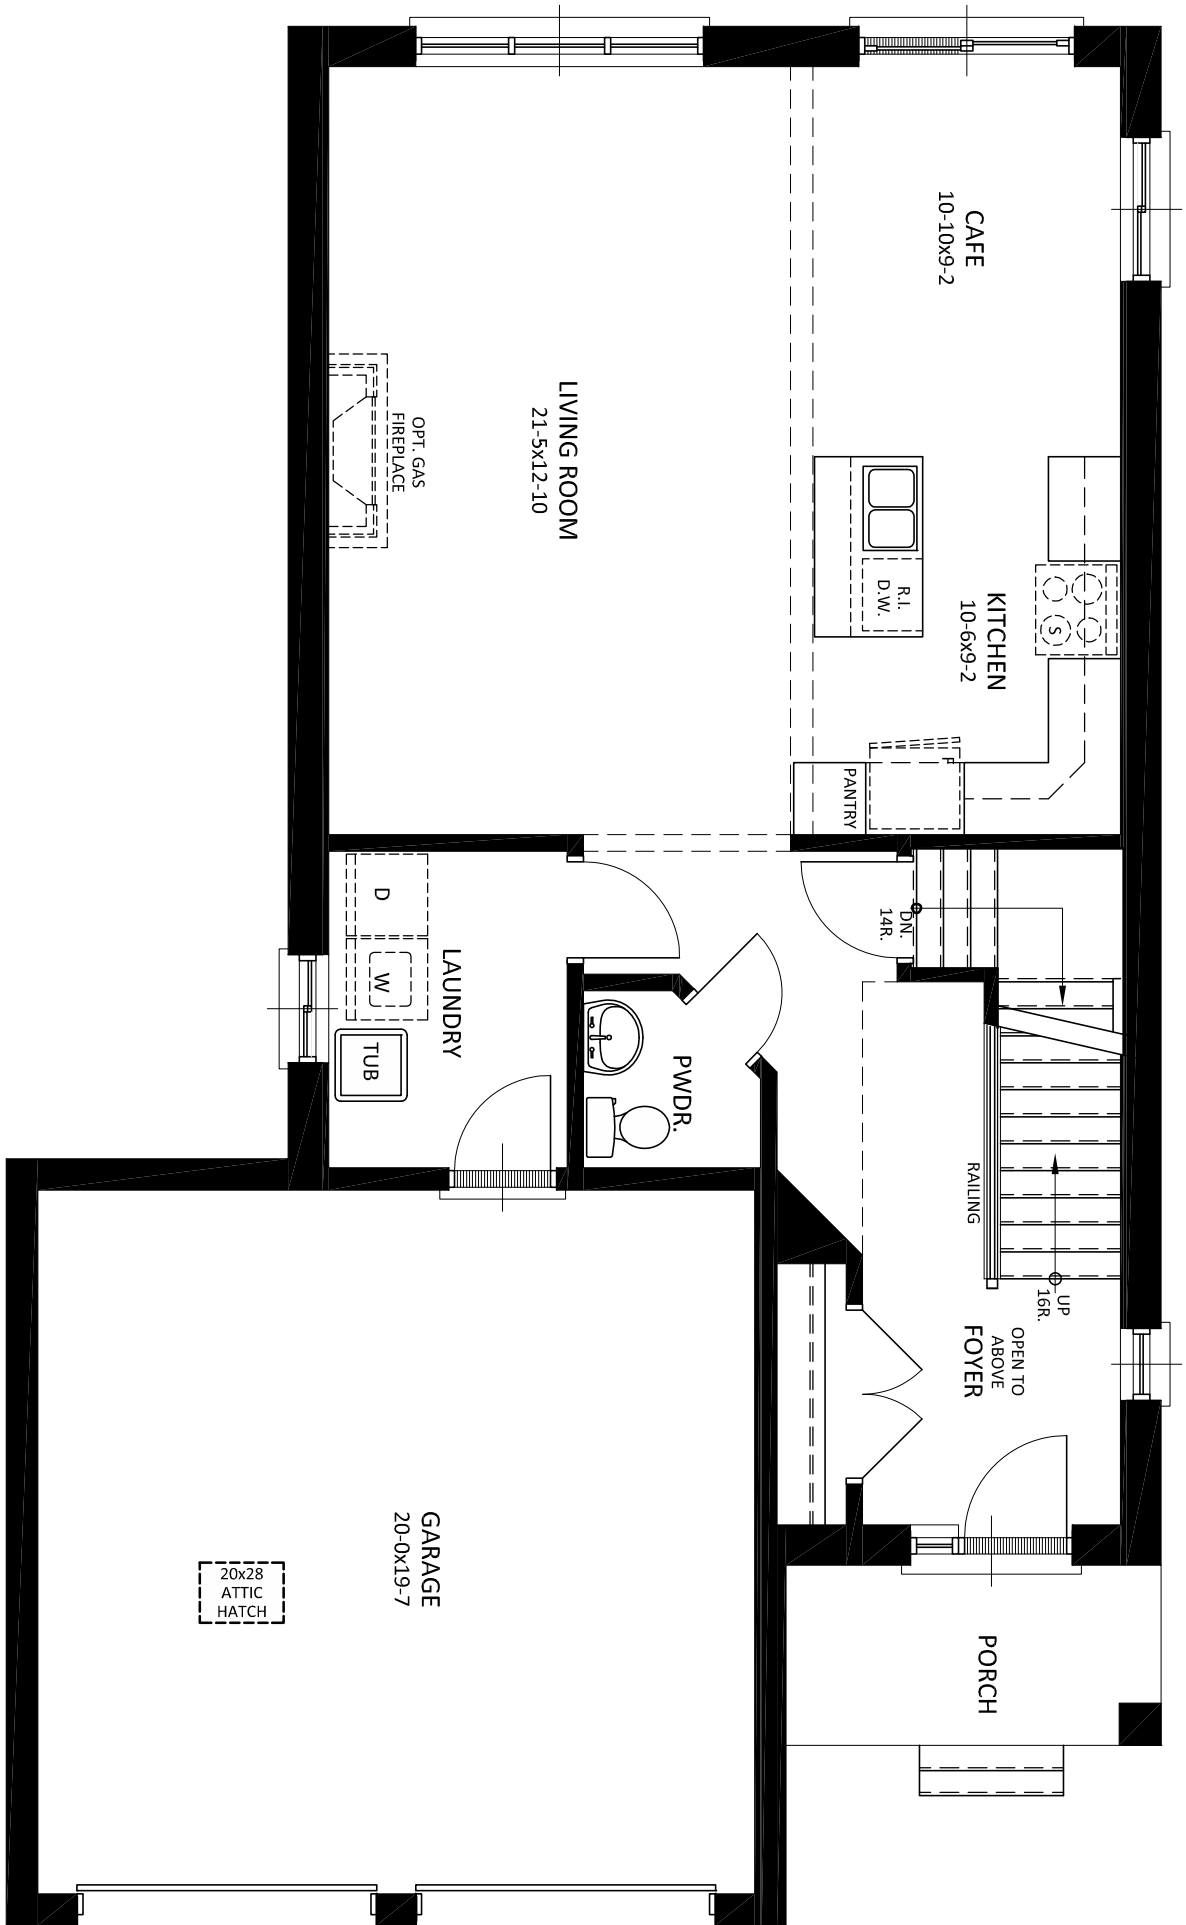 CAFE
10-10x9-2
LIVING ROOM
21-5x12-10
OPT. GAS
FIREPLACE
KITCHEN
10-6x9-2
S
R.I.
D.W.
F
PANTRY
DN.
14R.
D
W
TUB
LAUNDRY
PWDR.
RAILING
UP
16R.
OPEN TO
ABOVE
FOYER
GARAGE
20-0x19-7
20x28
ATTIC
HATCH
PORCH